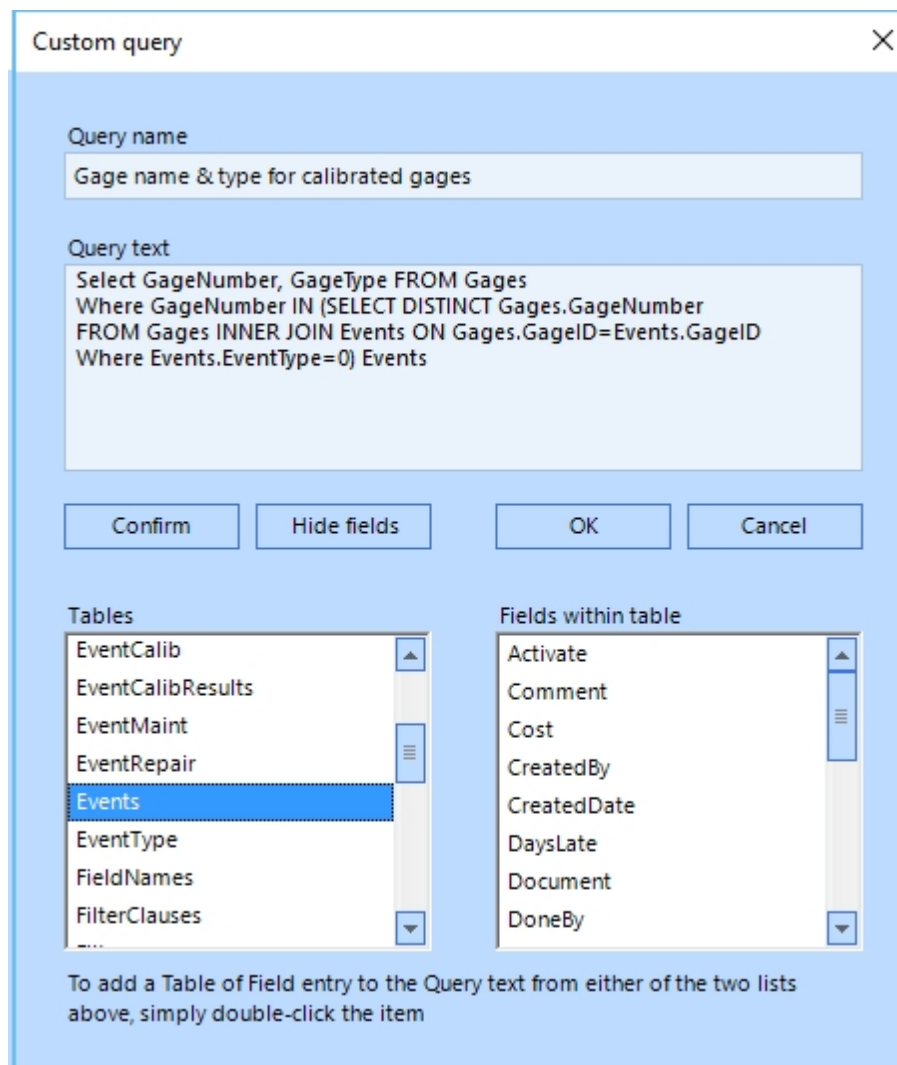 Custom query
Query name
Gage name & type for calibrated gages
Query text
Select GageNumber, GageType FROM Gages
Where GageNumber IN (SELECT DISTINCT Gages.GageNumber
FROM Gages INNER JOIN Events ON Gages.GageID=Events.GageID
Where Events.EventType=0) Events
Confirm
Hide fields
OK
Cancel
Tables
EventCalib
EventCalibResults
EventMaint
EventRepair
Events
EventType
FieldNames
FilterClauses
Fields within table
Activate
Comment
Cost
CreatedBy
CreatedDate
DaysLate
Document
DoneBy
To add a Table of Field entry to the Query text from either of the two lists
above, simply double-click the item